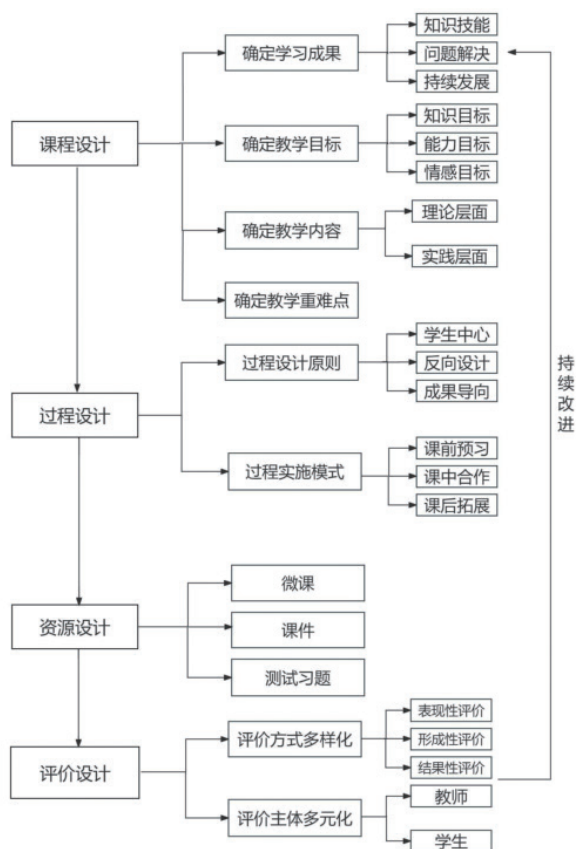 课程设计
确定学习成果
知识技能
问题解决
持续发展
确定教学目标
知识目标
能力目标
情感目标
确定教学内容
理论层面
实践层面
确定教学重难点
过程设计
过程设计原则
学生中心
反向设计
成果导向
过程实施模式
课前预习
课中合作
课后拓展
资源设计
微课
课件
测试习题
评价设计
评价方式多样化
表现性评价
形成性评价
结果性评价
评价主体多元化
教师
学生
持续改进